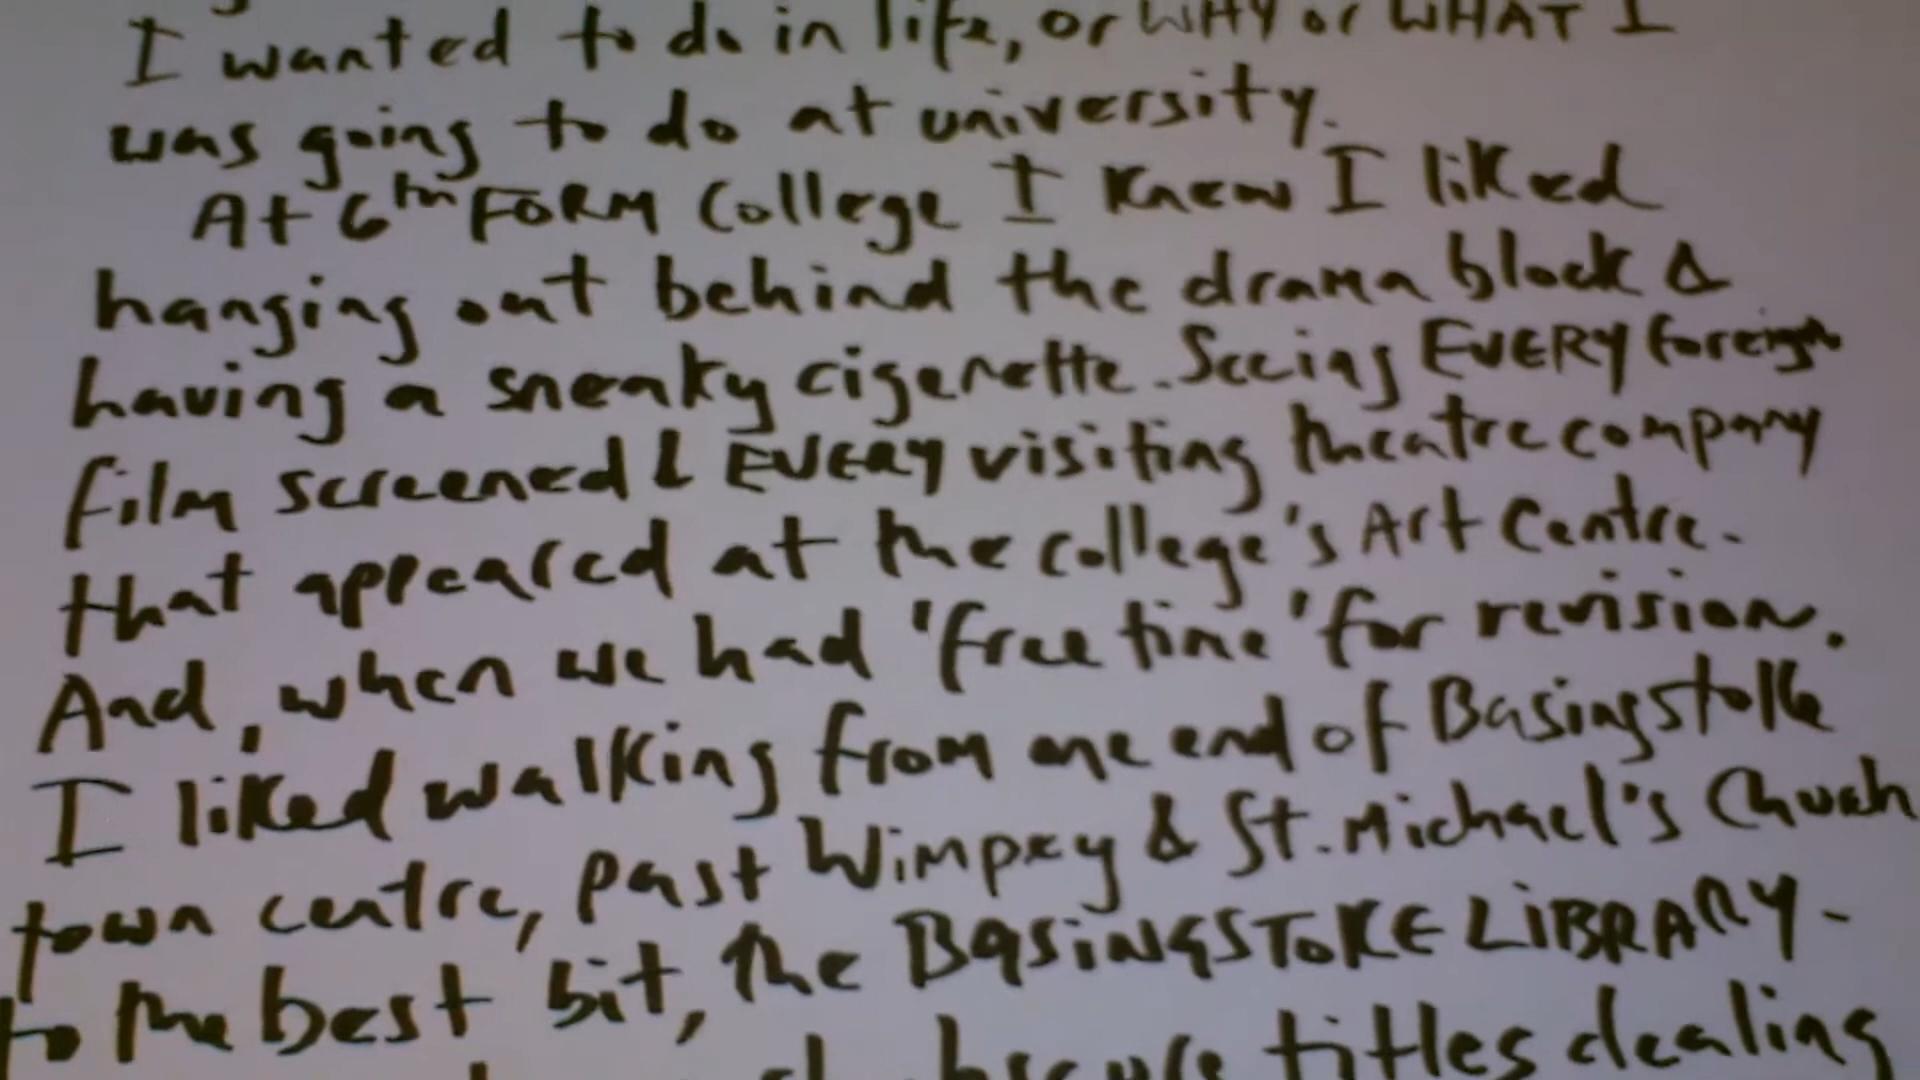 I wanted to do in life, or WHY or WHAT I
was going to do at university.
At 6th FORM College I knew I liked
hanging out behind the drama block &
having a sneaky cigerette. Seeing EVERY foreign
film screened & EVERY visiting theatre company
that appeared at the college's Art Centre.
And, when we had 'free time' for revision.
I liked walking from one end of Basingstoke
town centre, past Wimpey & St. Michael's Church
to the best bit, the BASiNGSTOKE LiBRARY-
obscure titles dealing